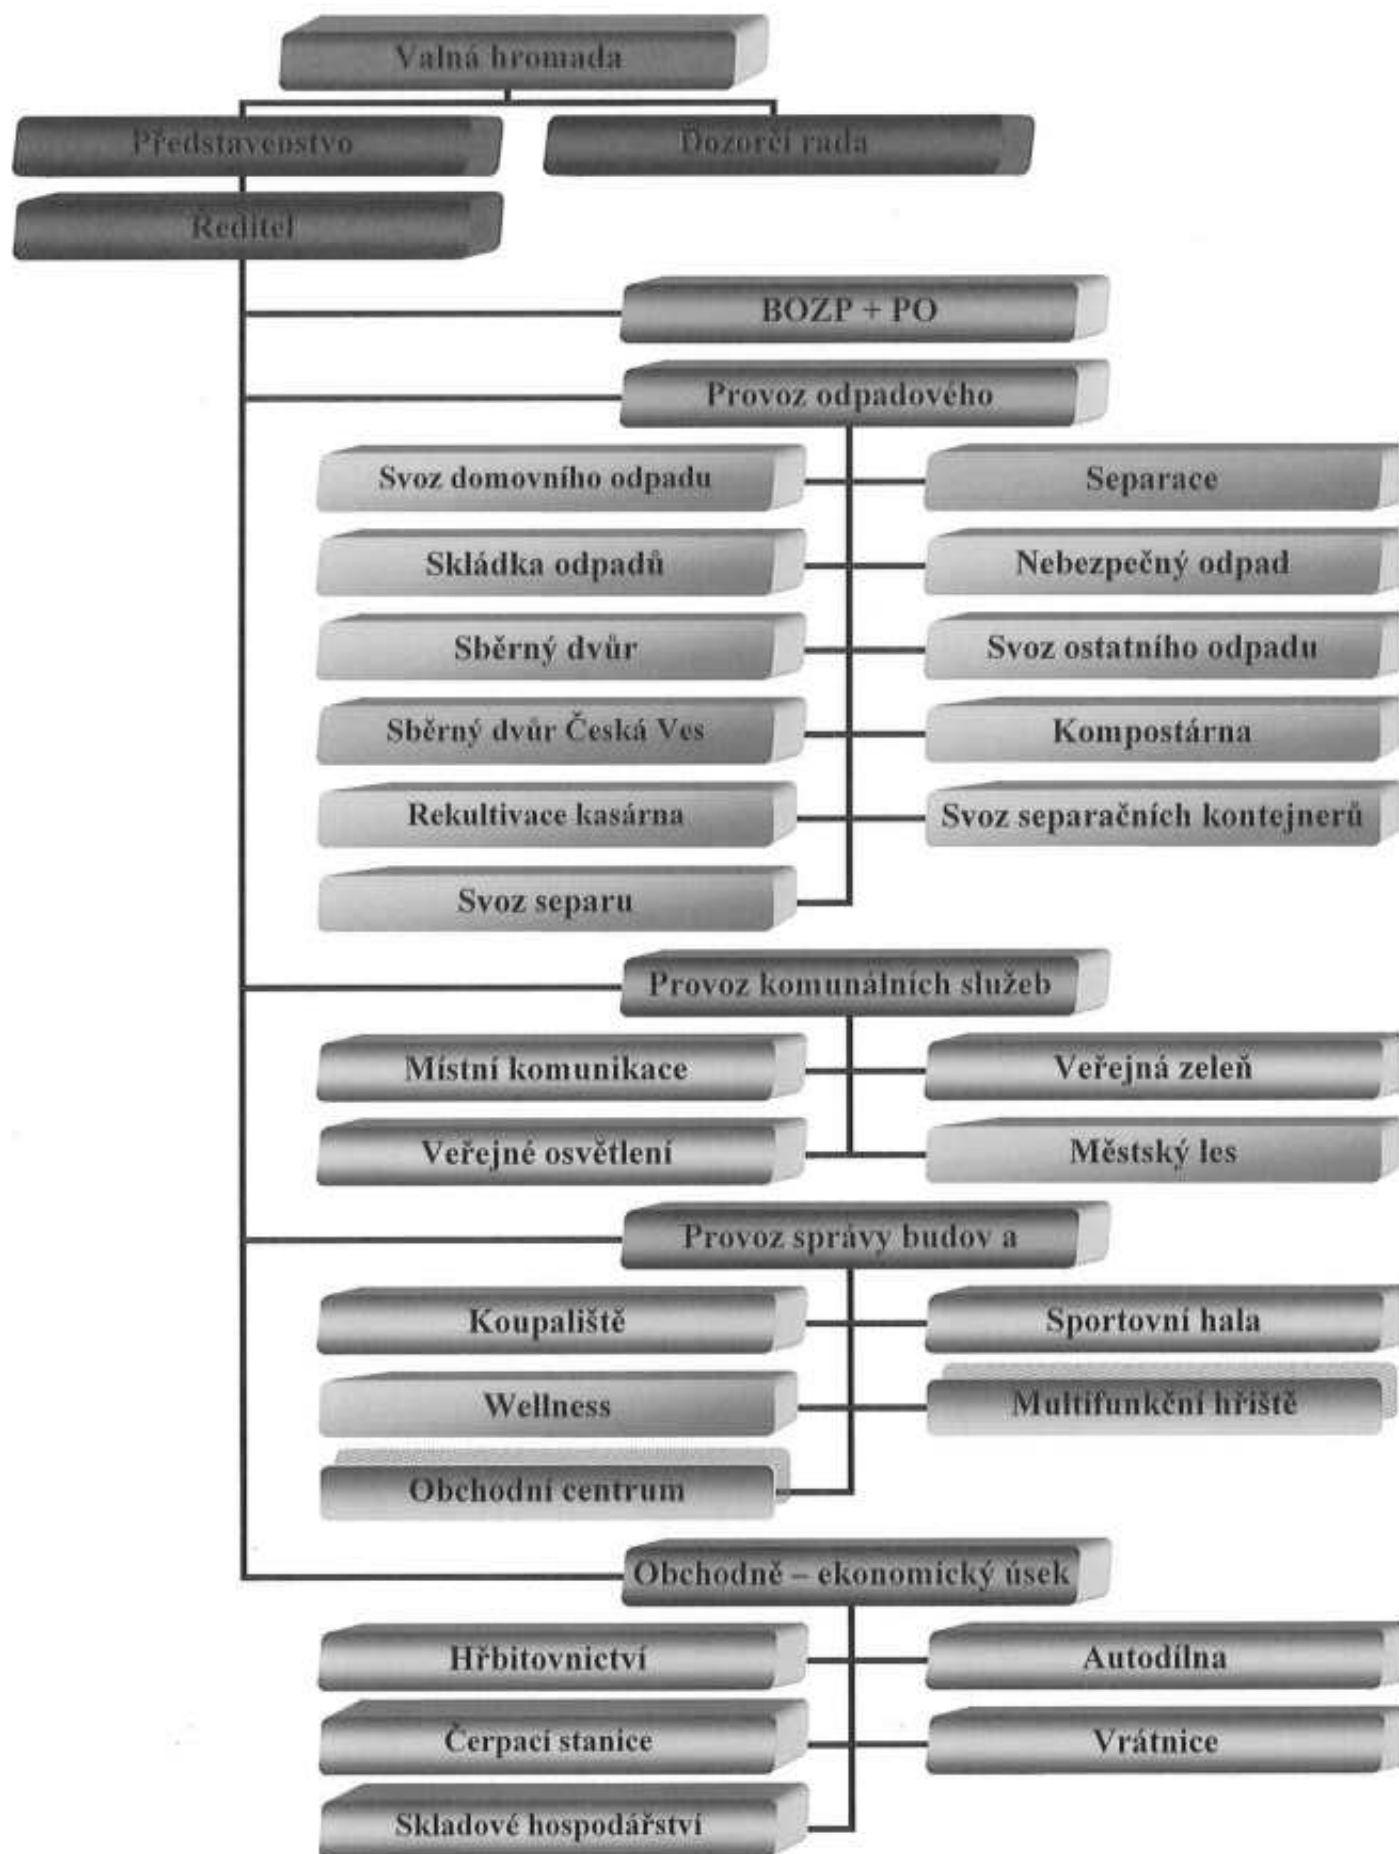 Valná hromada
Představenstvo
Dozorčí rada
Ředitel
BOZP + PO
Provoz odpadového
Svoz domovního odpadu
Separace
Skládka odpadů
Nebezpečný odpad
Sběrný dvůr
Svoz ostatního odpadu
Sběrný dvůr Česká Ves
Kompostárna
Rekultivace kasárna
Svoz separačních kontejnerů
Svoz separu
Provoz komunálních služeb
Místní komunikace
Veřejná zeleň
Veřejné osvětlení
Městský les
Provoz správy budov a
Koupaliště
Sportovní hala
Wellness
Multifunkční hřiště
Obchodní centrum
Obchodně – ekonomický úsek
Hřbitovnictví
Autodílna
Čerpací stanice
Vrátnice
Skladové hospodářství